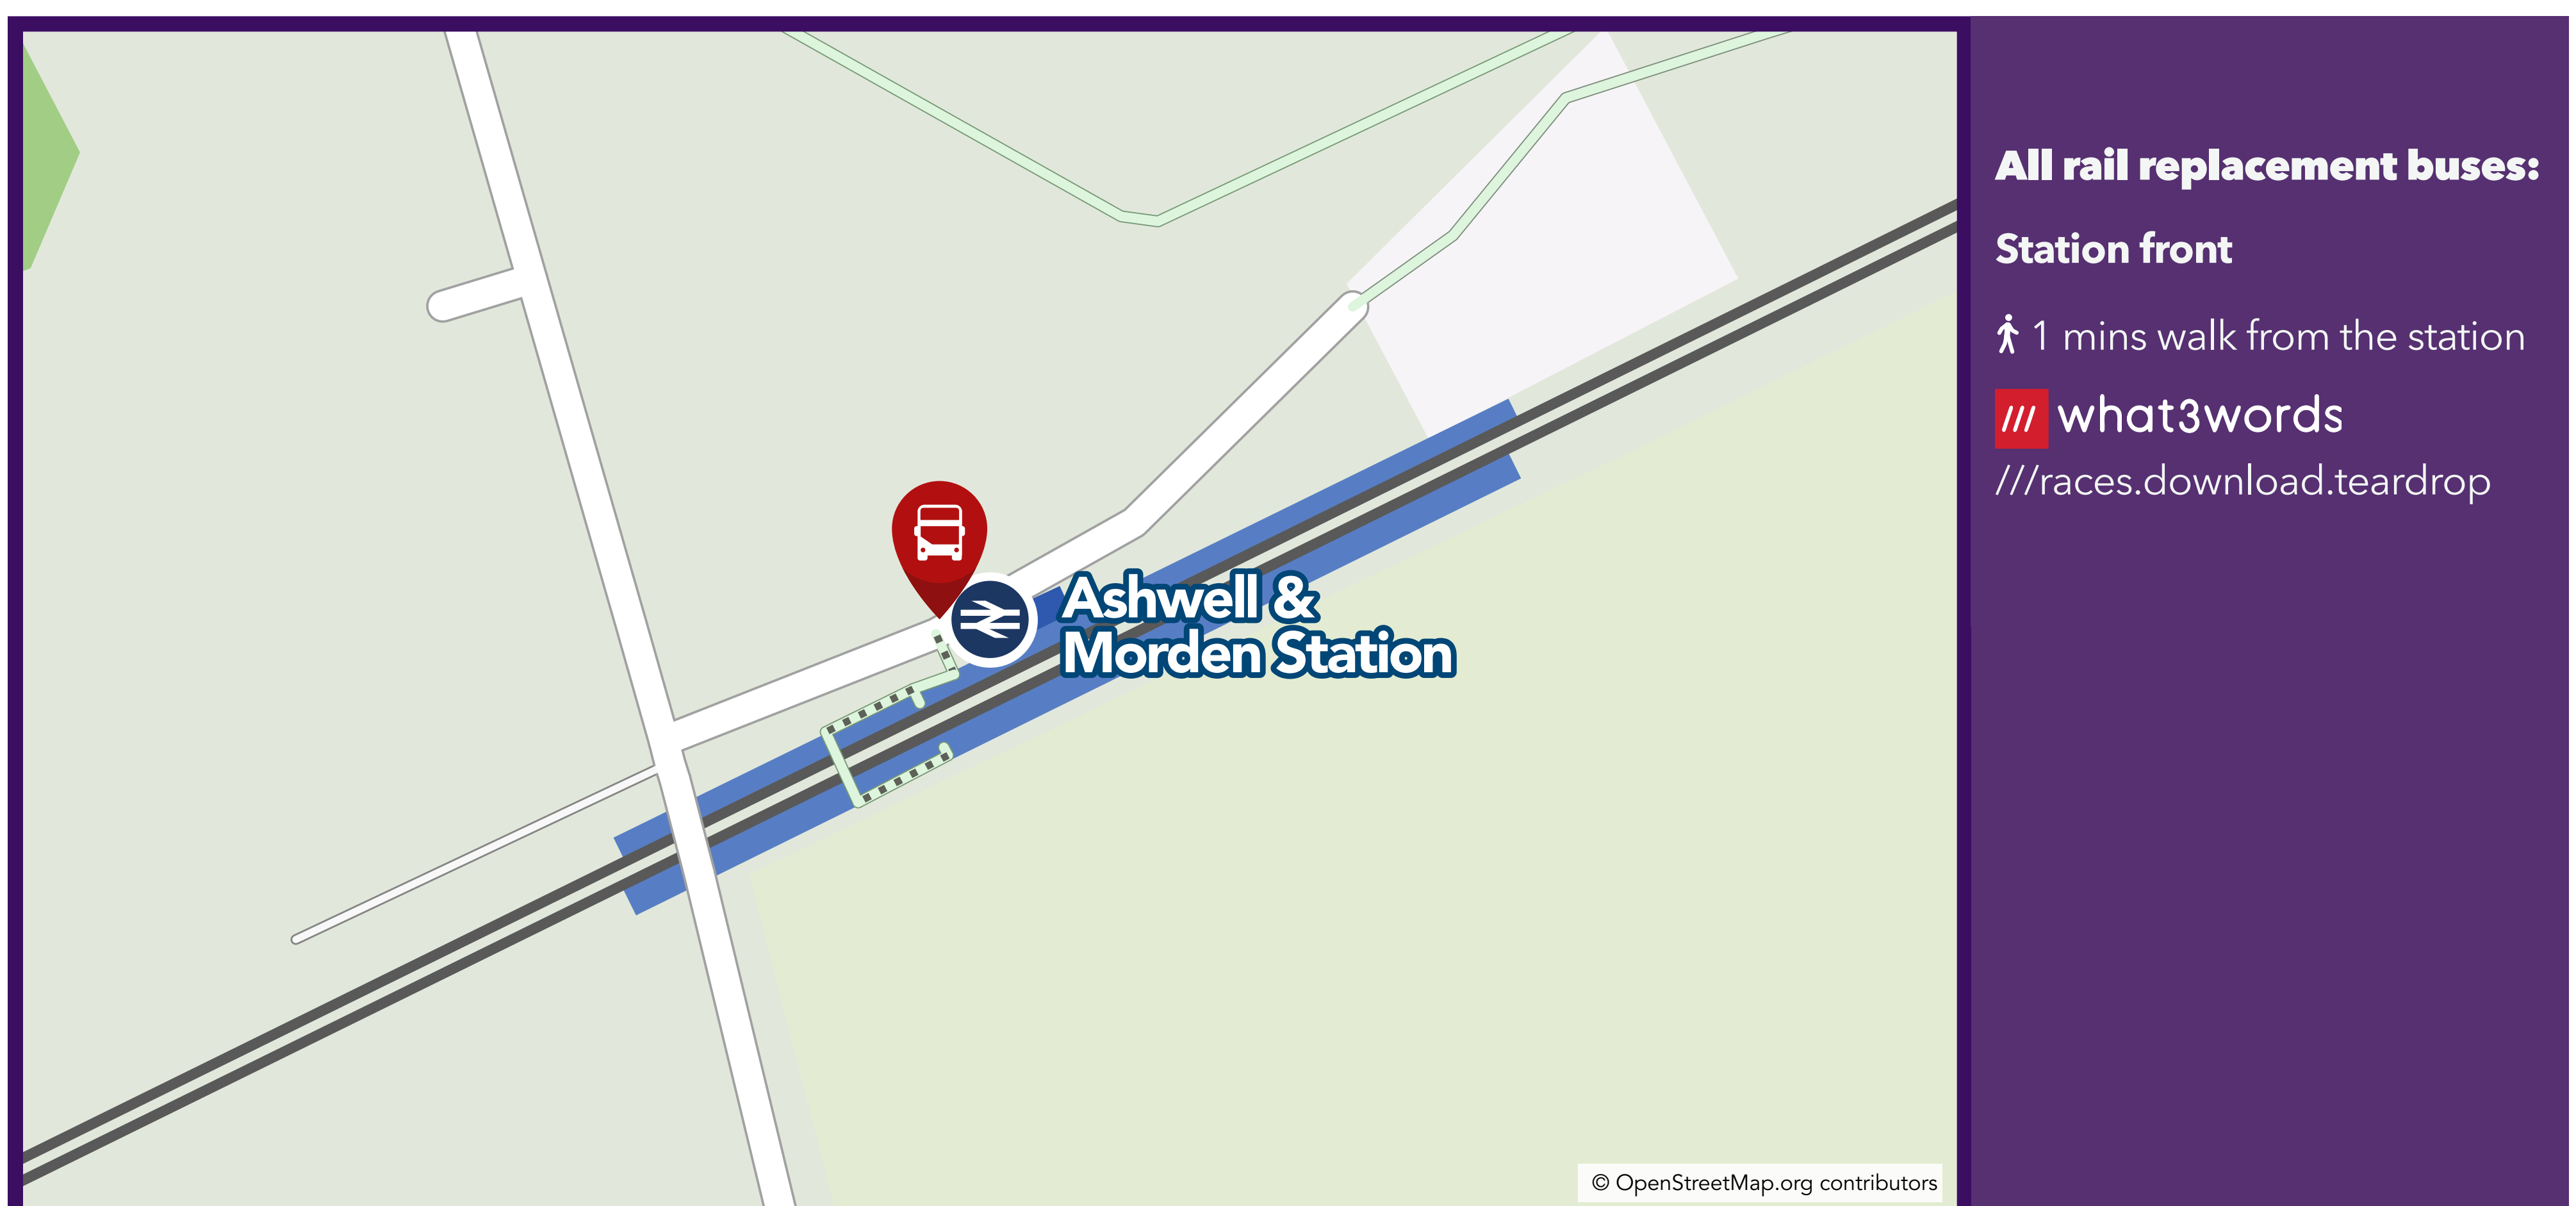 All rail replacement buses:
Station front
1 mins walk from the station
what3words
///races.download.teardrop
Ashwell &
Morden Station
© OpenStreetMap.org contributors